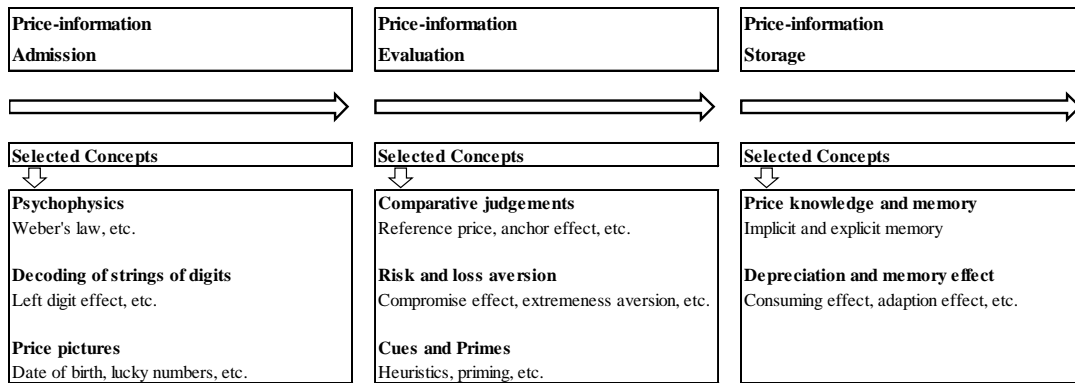 Price-information
Admission
Price-information
Evaluation
Price-information
Storage
Selected Concepts
Selected Concepts
Selected Concepts
Psychophysics
Weber's law, etc.
Decoding of strings of digits
Left digit effect, etc.
Price pictures
Date of birth, lucky numbers, etc.
Comparative judgements
Reference price, anchor effect, etc.
Risk and loss aversion
Compromise effect, extremeness aversion, etc.
Cues and Primes
Heuristics, priming, etc.
Price knowledge and memory
Implicit and explicit memory
Depreciation and memory effect
Consuming effect, adaption effect, etc.